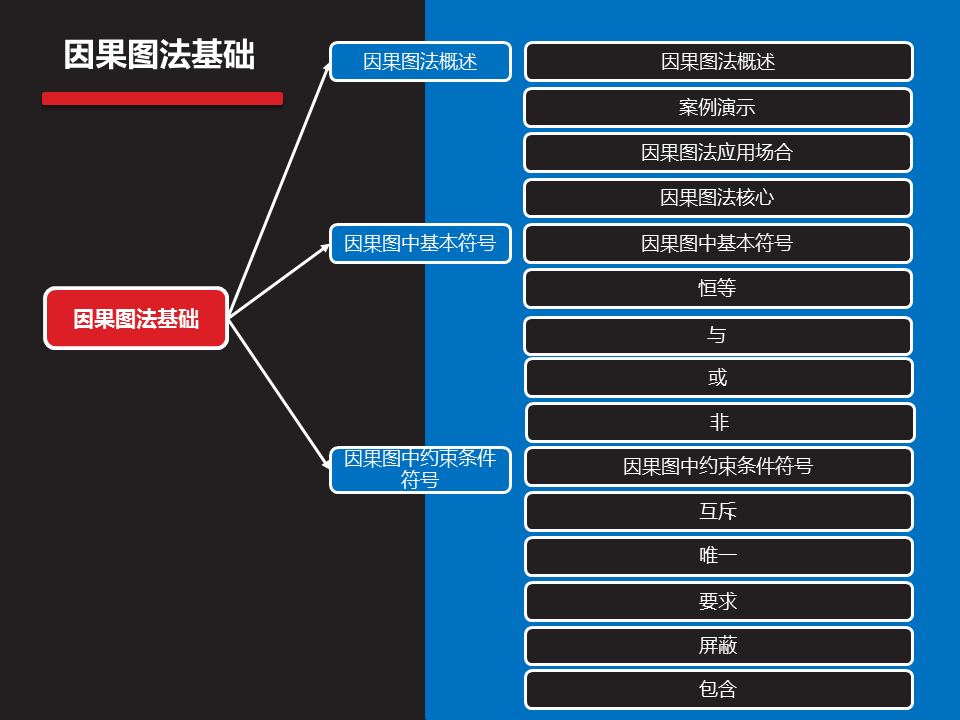 因果图法基础
因果图法基础
因果图法概述
因果图中基本符号
因果图中约束条件
符号
因果图法概述
案例演示
因果图法应用场合
因果图法核心
因果图中基本符号
恒等
与
或
非
因果图中约束条件符号
互斥
唯一
要求
屏蔽
包含